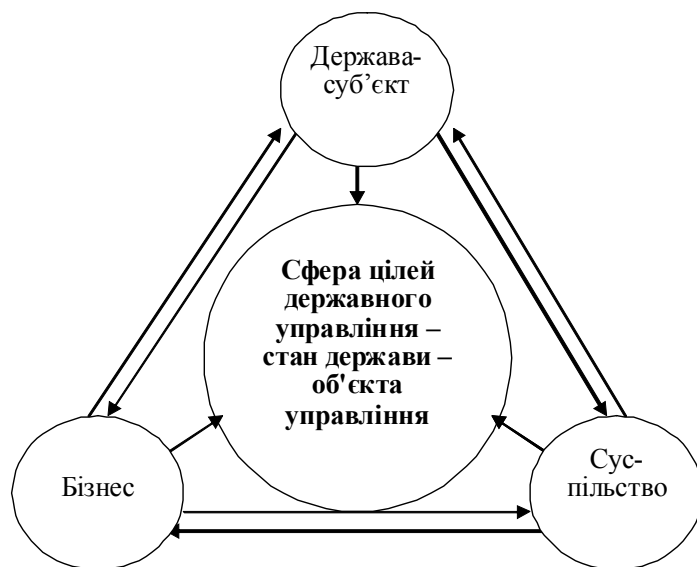 Держава-
суб’єкт
Сфера цілей
державного
управління –
стан держави –
об'єкта
управління
Бізнес
Сус-
пільство